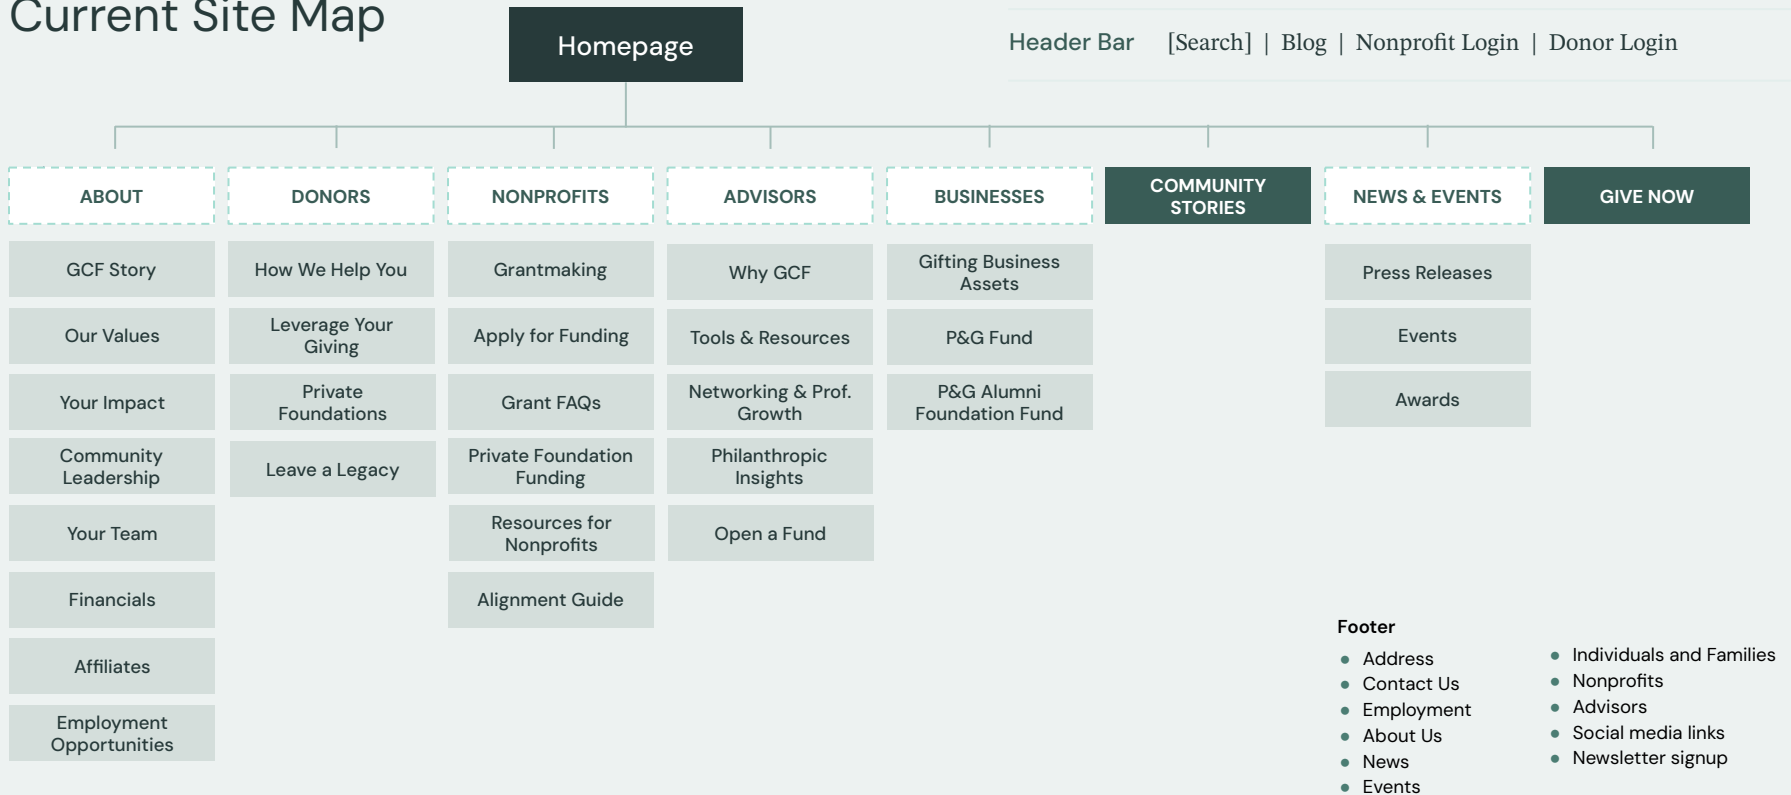 Current Site Map
Homepage
Header Bar [Search] | Blog | Nonprofit Login | Donor Login
ABOUT
GCF Story
Our Values
Your Impact
Community
Leadership
Your Team
Financials
Affiliates
Employment
Opportunities
DONORS
How We Help You
Leverage Your
Giving
Private
Foundations
Leave a Legacy
NONPROFITS
Grantmaking
Apply for Funding
Grant FAQs
Private Foundation
Funding
Resources for
Nonprofits
Alignment Guide
ADVISORS
Why GCF
Tools & Resources
Networking & Prof.
Growth
Philanthropic
Insights
Open a Fund
BUSINESSES
Gifting Business
Assets
P&G Fund
P&G Alumni
Foundation Fund
COMMUNITY
STORIES
NEWS & EVENTS
Press Releases
Events
Awards
GIVE NOW
Footer
Address
Contact Us
Employment
About Us
News
Events
Individuals and Families
Nonprofits
Advisors
Social media links
Newsletter signup